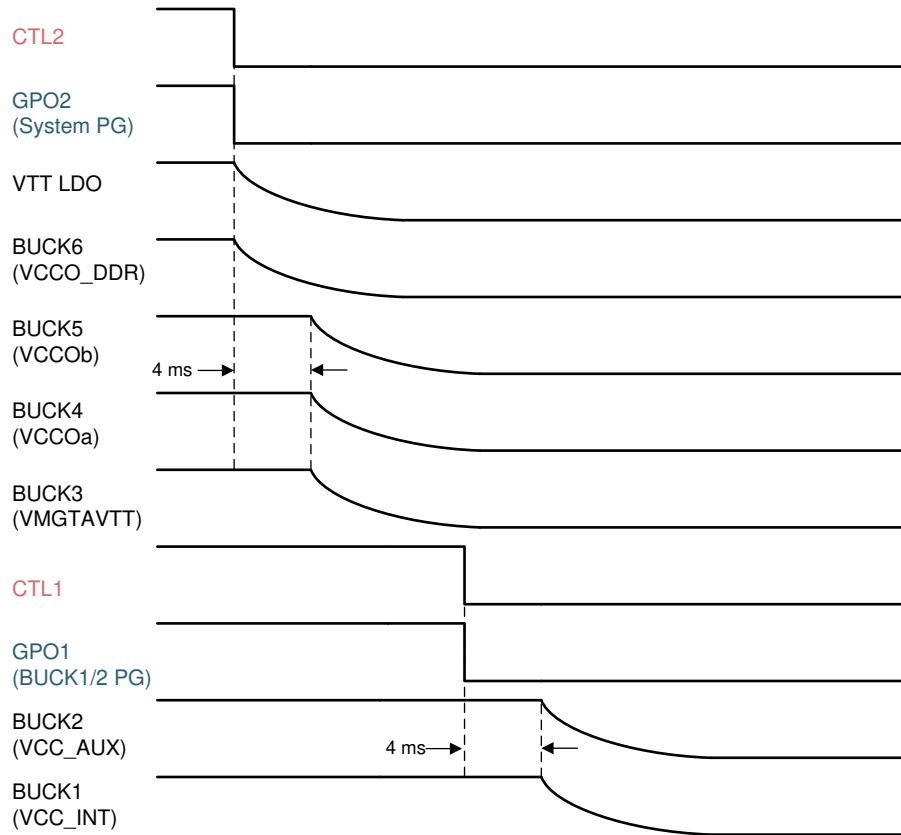 CTL2
GPO2
(System PG)
VTT LDO
BUCK6
(VCCO_DDR)
BUCK5
(VCCOb)
4 ms
BUCK4
(VCCOa)
BUCK3
(VMGTAVTT)
CTL1
GPO1
(BUCK1/2 PG)
BUCK2
(VCC_AUX)
4 ms
BUCK1
(VCC_INT)